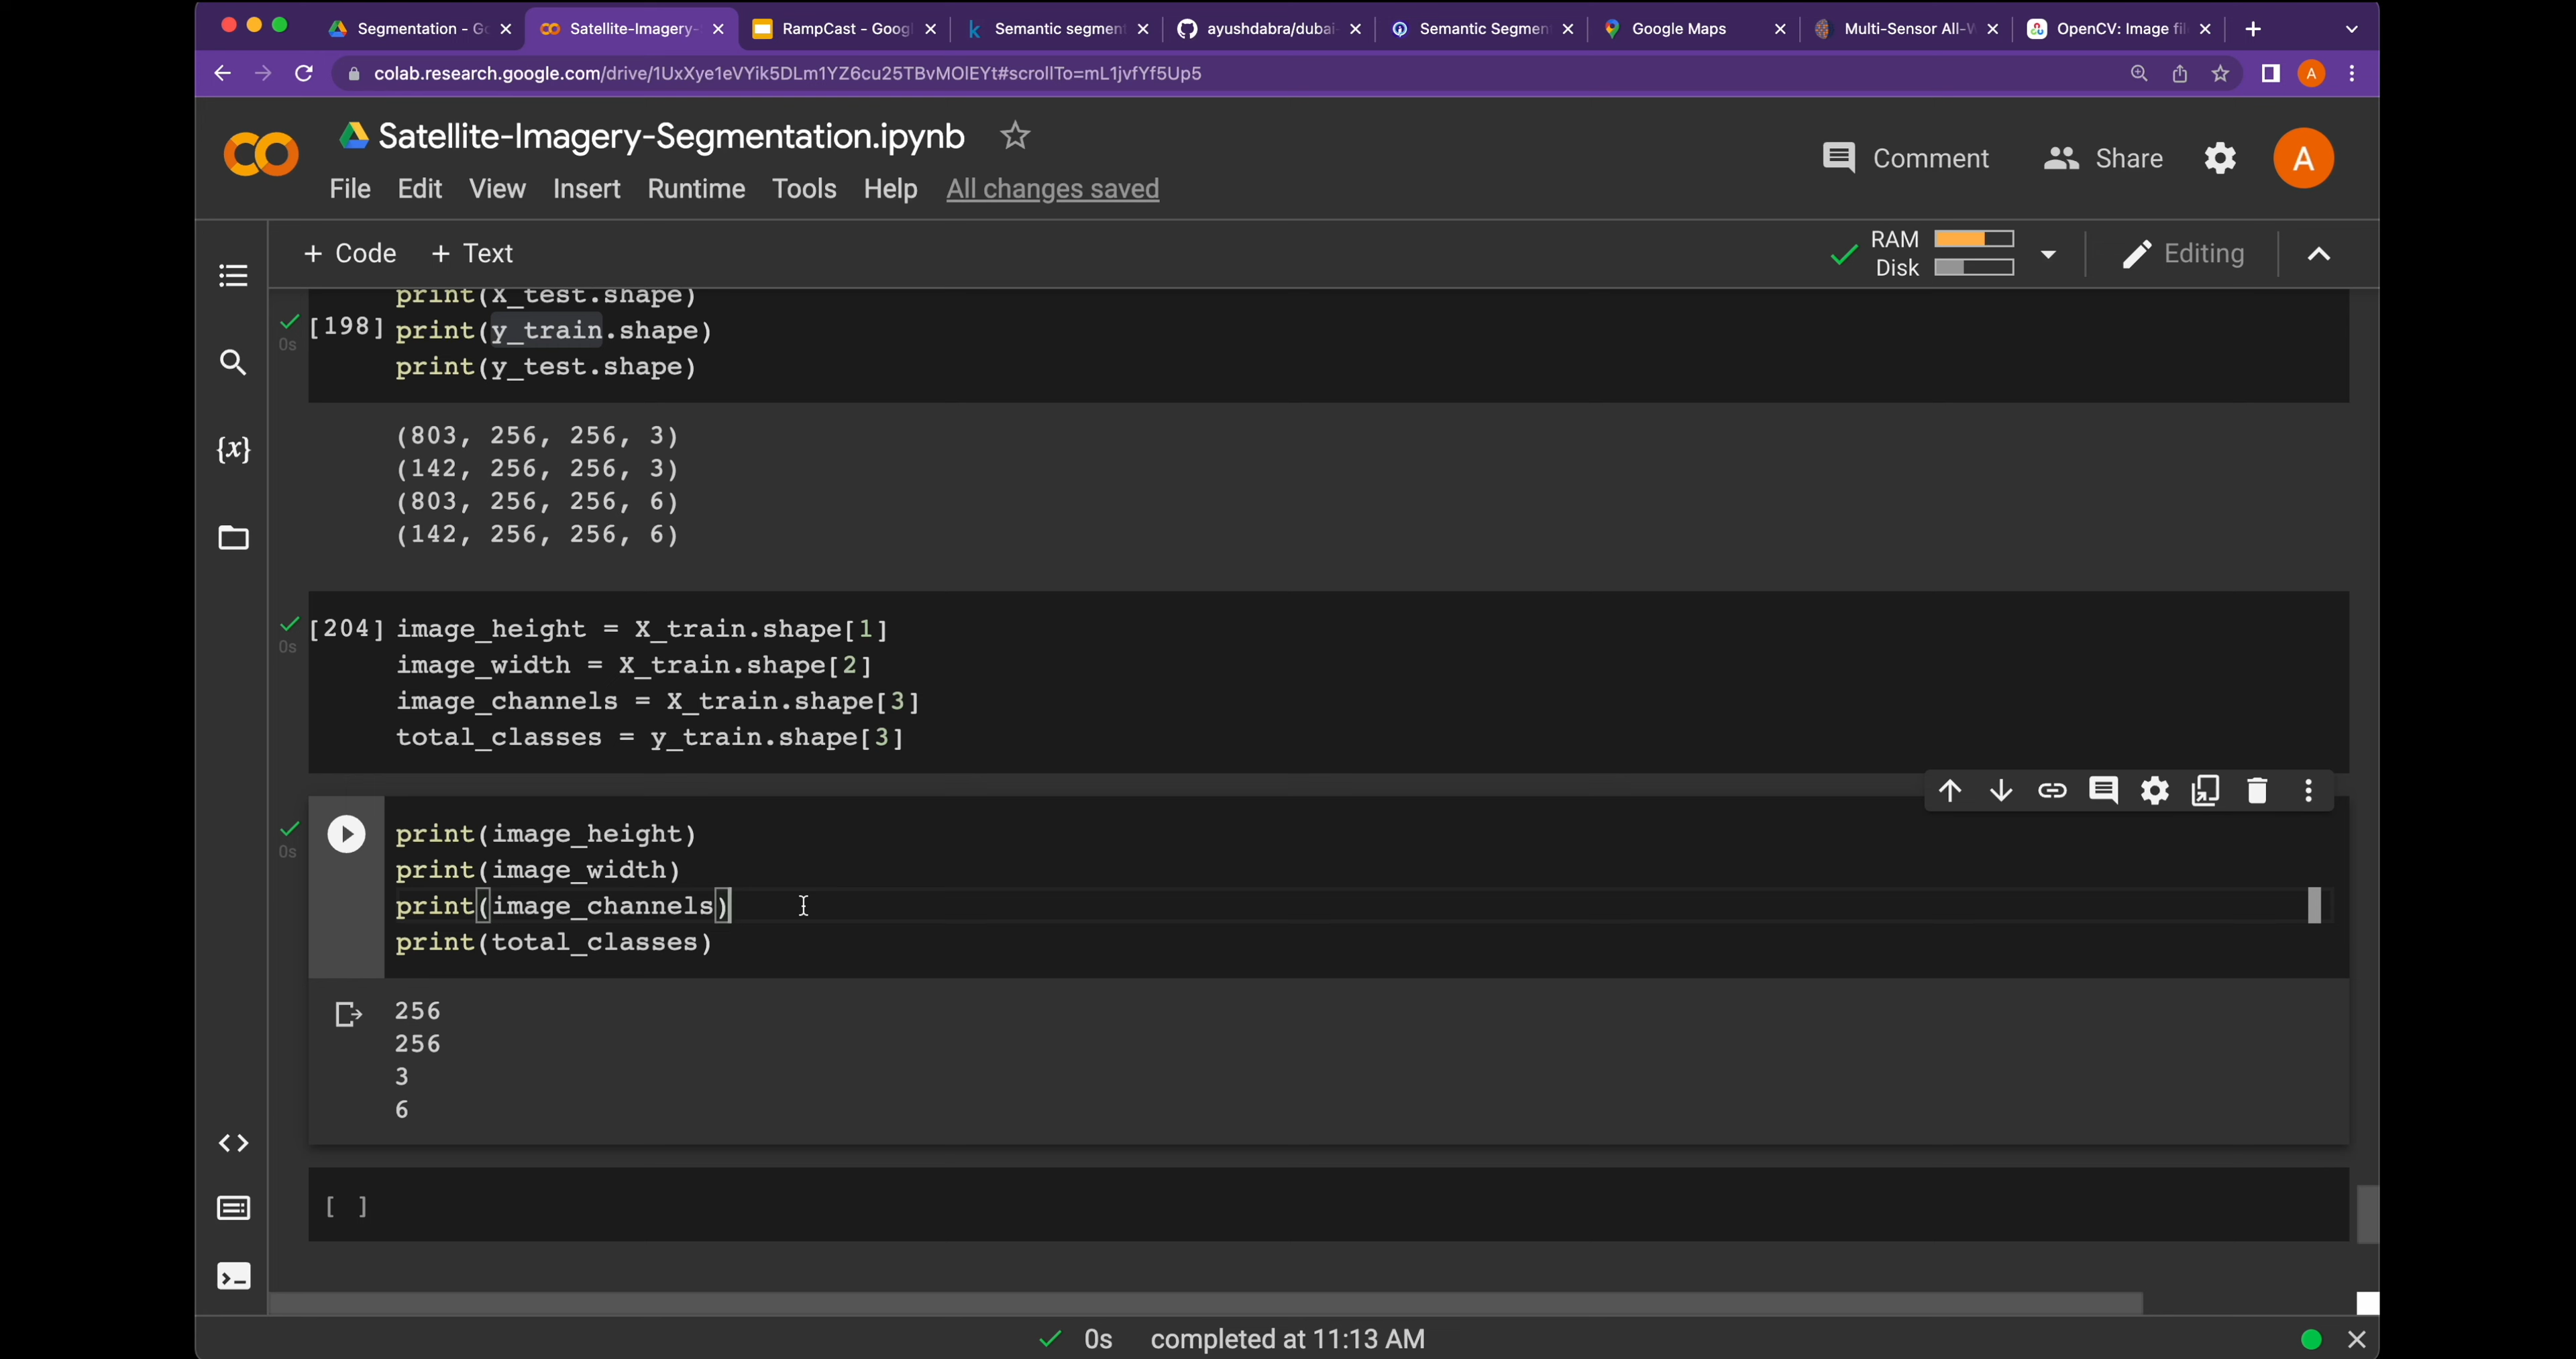 Segmentation - Go
Satellite-Imagery-
RampCast - Googl
Semantic segment
ayushdabra/dubai-
Semantic Segmen
Google Maps
Multi-Sensor All-W
OpenCV: Image fil
colab.research.google.com/drive/1UxXye1eVYik5DLm1YZ6cu25TBvMOlEYt#scrollTo=mL1jvfYf5Up5
A
Satellite-Imagery-Segmentation.ipynb
Comment
Share
A
File Edit View Insert Runtime Tools Help All changes saved
+ Code + Text
RAM
Disk
Editing
print(X_test.shape)
[198] print(y_train.shape)
0s
print(y_test.shape)
(803, 256, 256, 3)
(142, 256, 256, 3)
(803, 256, 256, 6)
(142, 256, 256, 6)
[204] image_height = X_train.shape[1]
0s
image_width = X_train.shape[2]
image_channels = X_train.shape[3]
total_classes = y_train.shape[3]
print(image_height)
0s
print(image_width)
print(image_channels)
print(total_classes)
256
256
3
6
[ ]
0s completed at 11:13 AM